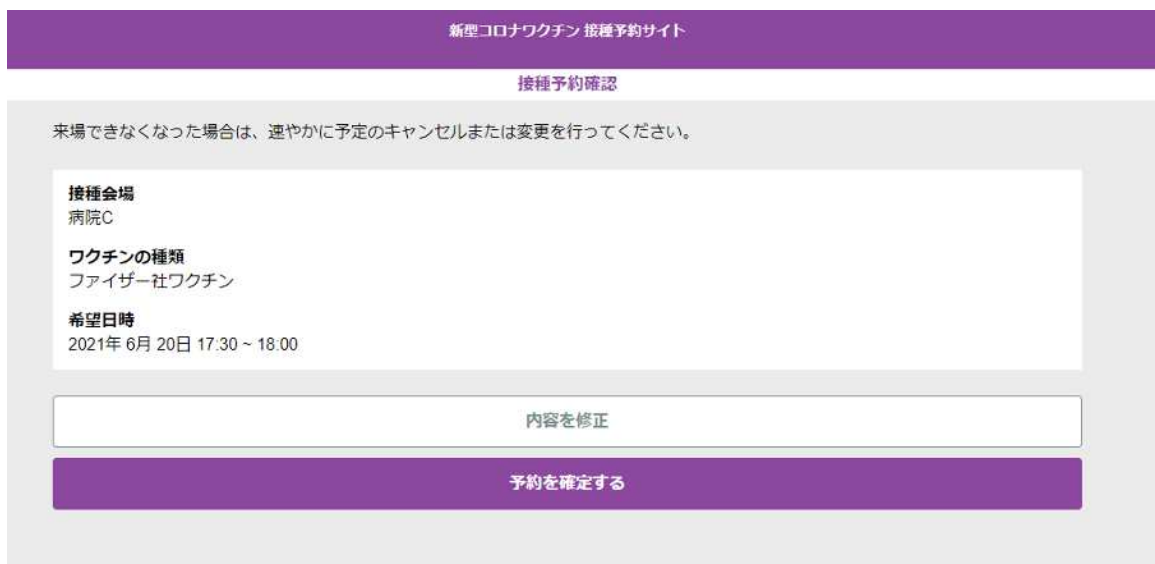 新型コロナワクチン 接種予約サイト
接種予約確認
来場できなくなった場合は、速やかに予定のキャンセルまたは変更を行ってください。
接種会場
病院C
ワクチンの種類
ファイザー社ワクチン
希望日時
2021年 6月 20日 17:30 ~ 18:00
内容を修正
予約を確定する